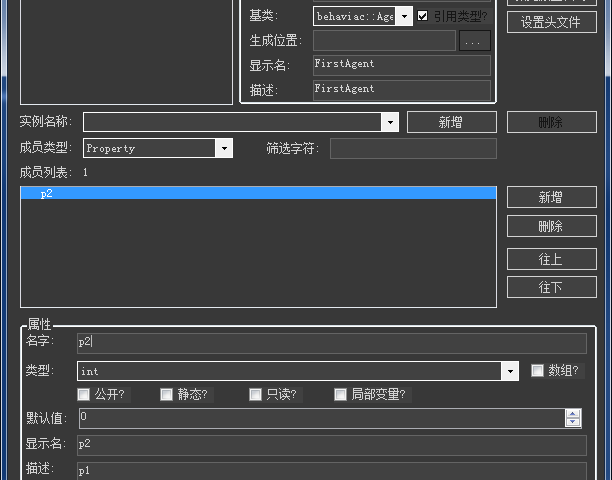 基类: behaviac::Age 引用类型?
设置头文件
生成位置: ...
显示名: FirstAgent
描述: FirstAgent
实例名称: 新增 删除
成员类型: Property 筛选字符:
成员列表: 1
p2
新增
删除
往上
往下
属性
名字: p2
类型: int 数组?
公开? 静态? 只读? 局部变量?
默认值: 0
显示名: p2
描述: p1